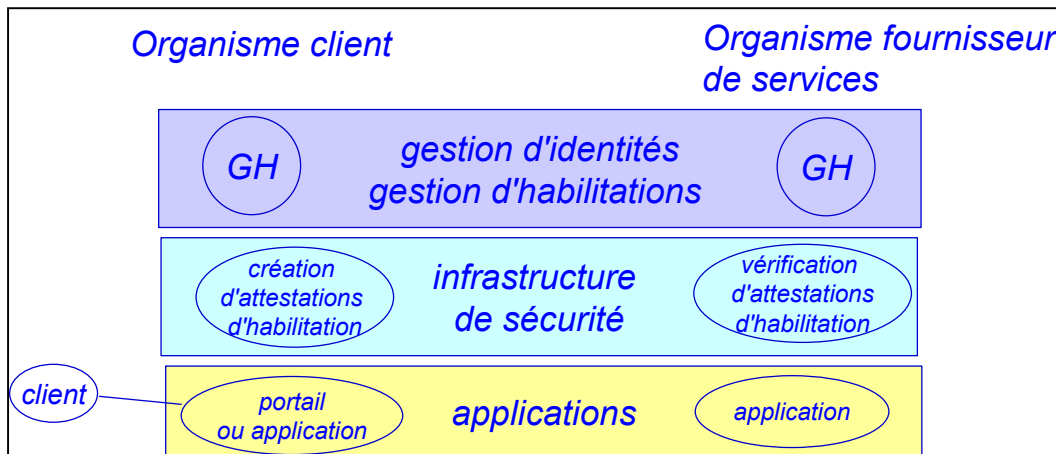 Organisme client
Organisme fournisseur
de services
GH
gestion d'identités
gestion d'habilitations
GH
création
d'attestations
d'habilitation
infrastructure
de sécurité
vérification
d'attestations
d'habilitation
client
portail
ou application
applications
application